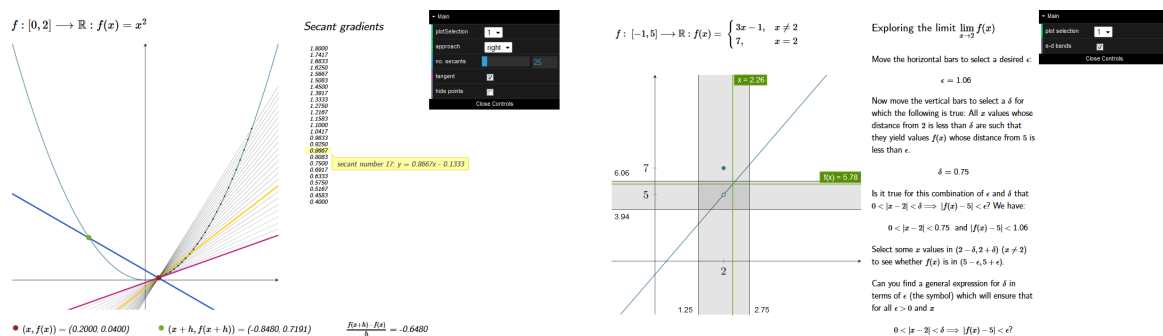 f : [0, 2] ⟶ ℝ : f(x) = x²
Secant gradients
1.8000
1.7417
1.6833
1.6250
1.5667
1.5083
1.4500
1.3917
1.3333
1.2750
1.2167
1.1583
1.1000
1.0417
0.9833
0.9250
0.8667
0.8083
0.7500
0.6917
0.6333
0.5750
0.5167
0.4583
0.4000
secant number 17: y = 0.8667x - 0.1333
Main
plotSelection 1
approach right
no. secants 25
tangent
hide points
Close Controls
(x, f(x)) = (0.2000, 0.0400)
(x + h, f(x + h)) = (-0.8480, 0.7191)
f(x+h)−f(x)
h
= -0.6480
f : [-1, 5] ⟶ ℝ : f(x) = { 3x − 1, x ≠ 2
7, x = 2
x = 2.26
7
6.06
f(x) = 5.78
5
3.94
2
1.25
2.75
Exploring the limit lim f(x)
x→2
Move the horizontal bars to select a desired ϵ:
ϵ = 1.06
Now move the vertical bars to select a δ for
which the following is true: All x values whose
distance from 2 is less than δ are such that
they yield values f(x) whose distance from 5 is
less than ϵ.
δ = 0.75
Is it true for this combination of ϵ and δ that
0 < |x − 2| < δ ⟹ |f(x) − 5| < ϵ? We have:
0 < |x − 2| < 0.75 and |f(x) − 5| < 1.06
Select some x values in (2 − δ, 2 + δ) (x ≠ 2)
to see whether f(x) is in (5 − ϵ, 5 + ϵ).
Can you find a general expression for δ in
terms of ϵ (the symbol) which will ensure that
for all ϵ > 0 and x
0 < |x − 2| < δ ⟹ |f(x) − 5| < ϵ?
Main
plot selection 1
e-d bands
Close Controls